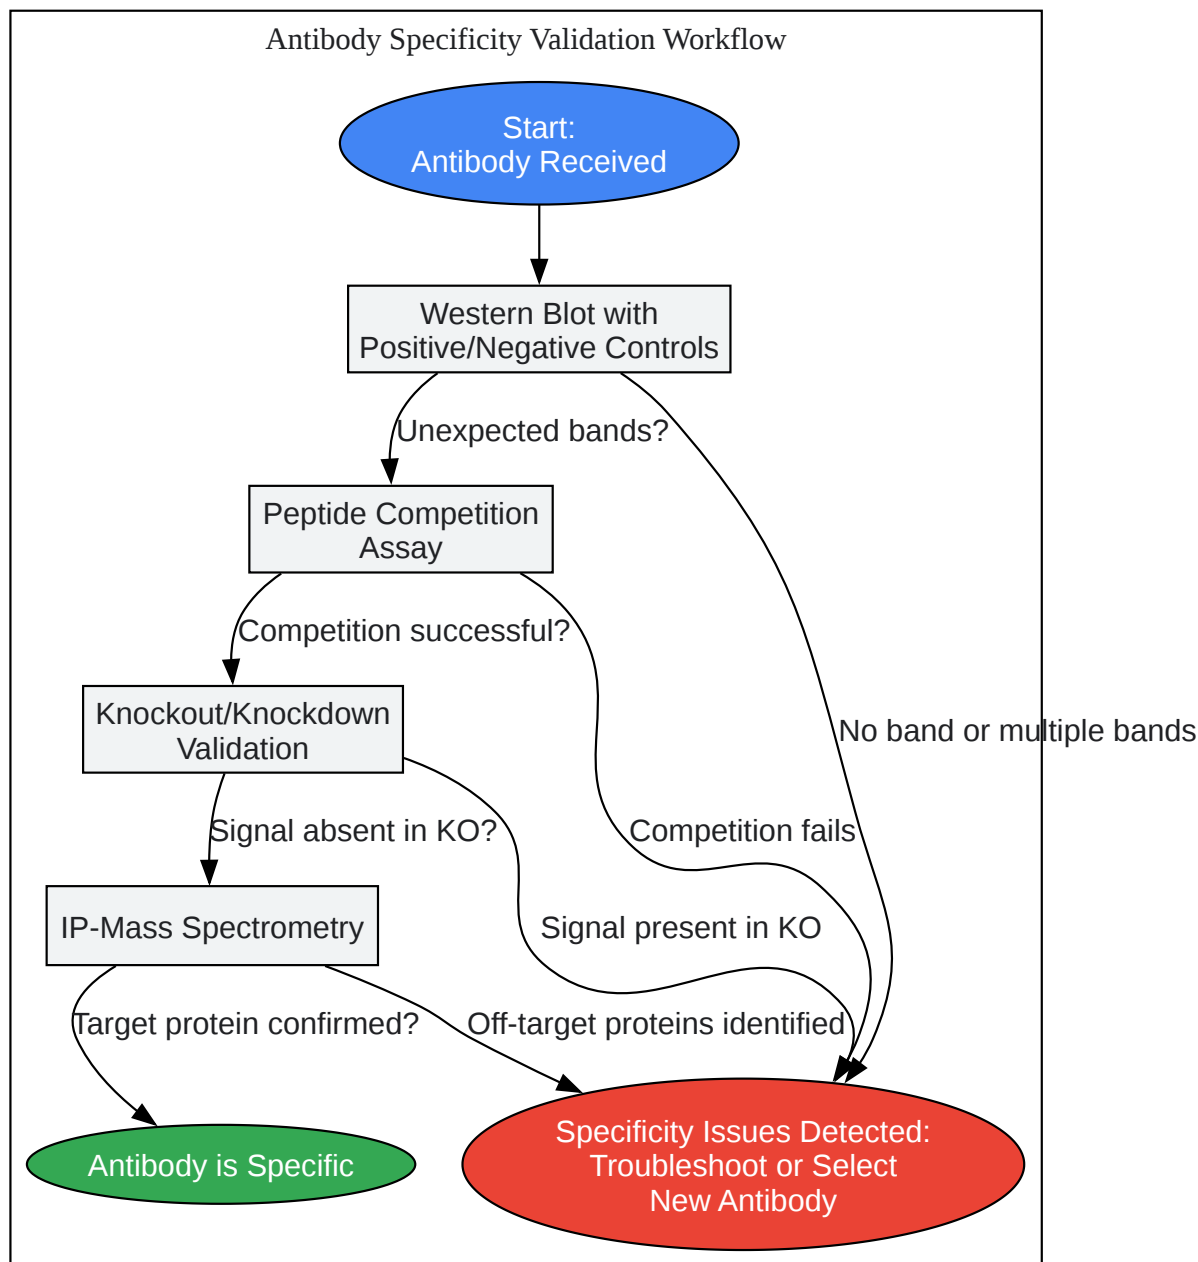 Antibody Specificity Validation Workflow
Start:
Antibody Received
Western Blot with
Positive/Negative Controls
Unexpected bands?
Peptide Competition
Assay
Competition successful?
Knockout/Knockdown
Validation
No band or multiple bands
Signal absent in KO?
Competition fails
IP-Mass Spectrometry
Signal present in KO
Target protein confirmed?
Off-target proteins identified
Antibody is Specific
Specificity Issues Detected:
Troubleshoot or Select
New Antibody